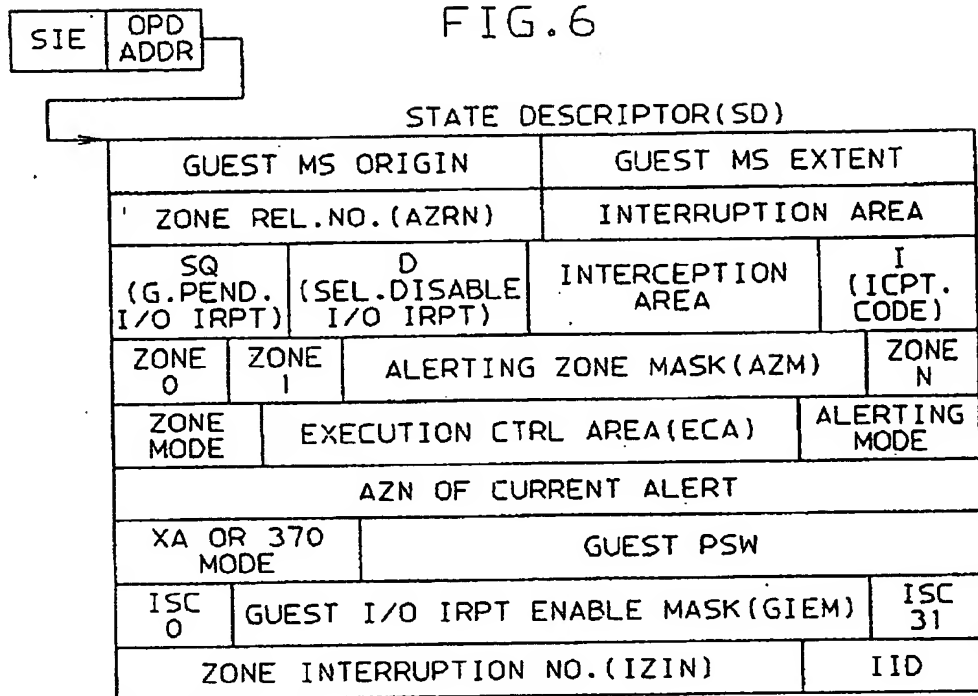 FIG.6
SIE OPD
ADDR
STATE DESCRIPTOR(SD)
GUEST MS ORIGIN GUEST MS EXTENT
ZONE REL.NO.(AZRN) INTERRUPTION AREA
SQ
(G.PEND.
I/O IRPT)
D
(SEL.DISABLE
I/O IRPT)
INTERCEPTION
AREA
I
(ICPT.
CODE)
ZONE
0
ZONE
1
ALERTING ZONE MASK(AZM)
ZONE
N
ZONE
MODE
EXECUTION CTRL AREA(ECA)
ALERTING
MODE
AZN OF CURRENT ALERT
XA OR 370
MODE
GUEST PSW
ISC
0
GUEST I/O IRPT ENABLE MASK(GIEM)
ISC
31
ZONE INTERRUPTION NO.(IZIN) IID